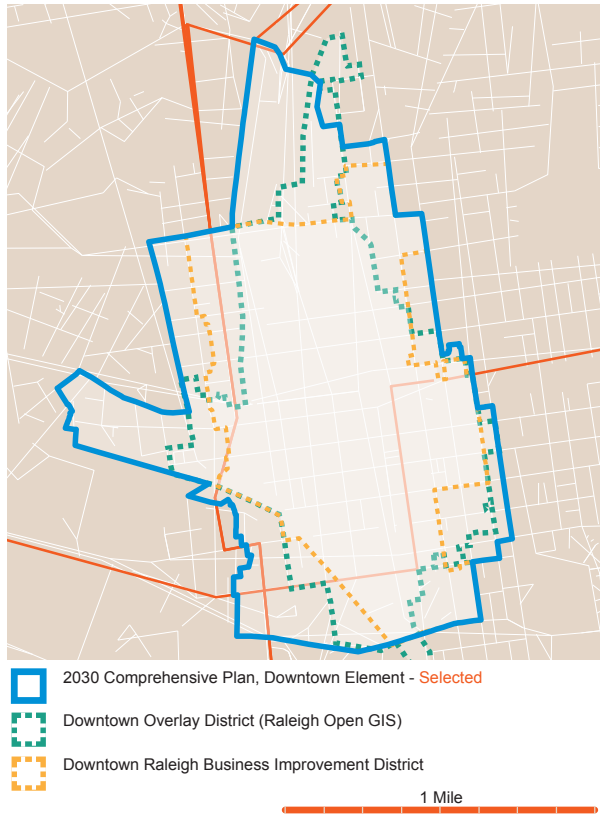 2030 Comprehensive Plan, Downtown Element - Selected
Downtown Overlay District (Raleigh Open GIS)
Downtown Raleigh Business Improvement District
1 Mile